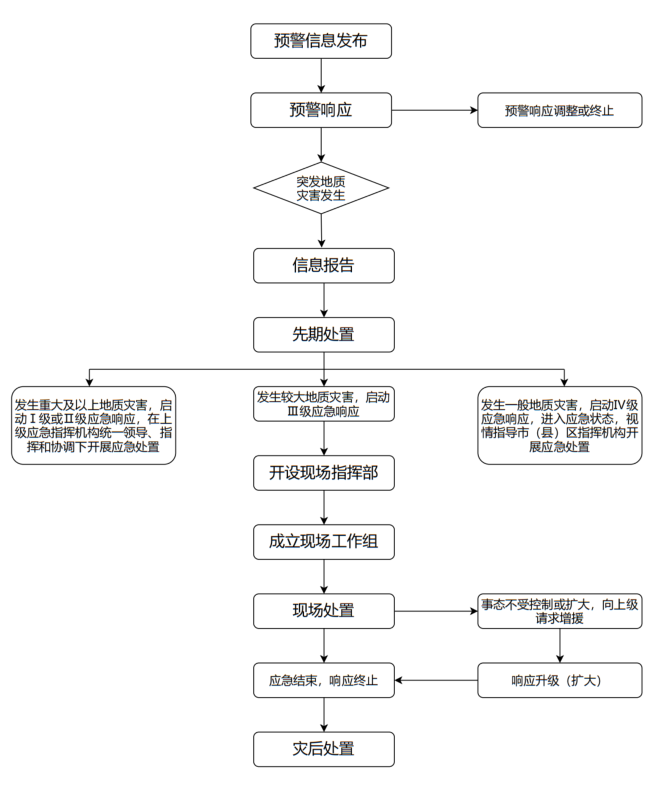 预警信息发布
预警响应
预警响应调整或终止
突发地质
灾害发生
信息报告
先期处置
发生重大及以上地质灾害，启
动Ⅰ级或Ⅱ级应急响应，在上
级应急指挥机构统一领导、指
挥和协调下开展应急处置
发生较大地质灾害，启动
Ⅲ级应急响应
发生一般地质灾害，启动Ⅳ级
应急响应，进入应急状态，视
情指导市（县）区指挥机构开
展应急处置
开设现场指挥部
成立现场工作组
现场处置
事态不受控制或扩大，向上级
请求增援
应急结束，响应终止
响应升级（扩大）
灾后处置